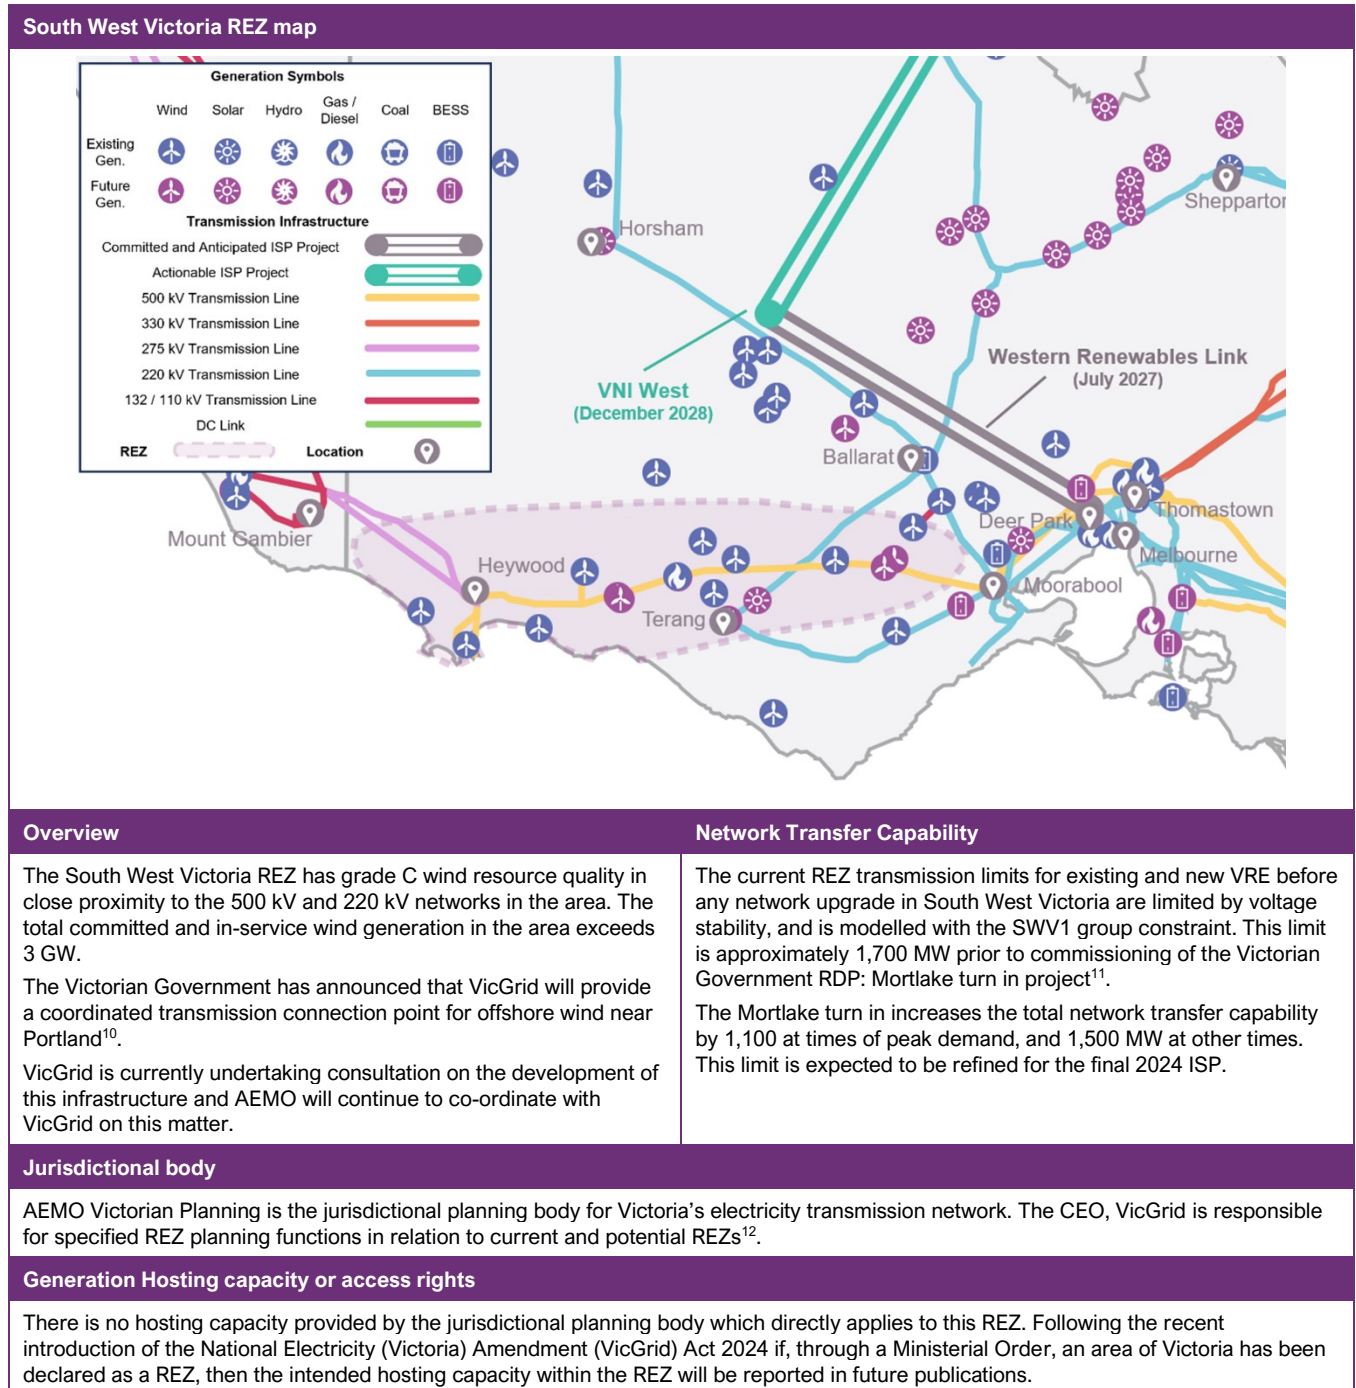 South West Victoria REZ map
Generation Symbols
Wind Solar Hydro Gas / Diesel Coal BESS
Existing Gen.
Future Gen.
Transmission Infrastructure
Committed and Anticipated ISP Project
Actionable ISP Project
500 kV Transmission Line
330 kV Transmission Line
275 kV Transmission Line
220 kV Transmission Line
132 / 110 kV Transmission Line
DC Link
REZ
Location
Horsham
Shepparton
VNI West
(December 2028)
Western Renewables Link
(July 2027)
Ballarat
Mount Gambier
Heywood
Terang
Deer Park
Thomastown
Melbourne
Moorabool
Overview
The South West Victoria REZ has grade C wind resource quality in
close proximity to the 500 kV and 220 kV networks in the area. The
total committed and in-service wind generation in the area exceeds
3 GW.
The Victorian Government has announced that VicGrid will provide
a coordinated transmission connection point for offshore wind near
Portland¹⁰.
VicGrid is currently undertaking consultation on the development of
this infrastructure and AEMO will continue to co-ordinate with
VicGrid on this matter.
Network Transfer Capability
The current REZ transmission limits for existing and new VRE before
any network upgrade in South West Victoria are limited by voltage
stability, and is modelled with the SWV1 group constraint. This limit
is approximately 1,700 MW prior to commissioning of the Victorian
Government RDP: Mortlake turn in project¹¹.
The Mortlake turn in increases the total network transfer capability
by 1,100 at times of peak demand, and 1,500 MW at other times.
This limit is expected to be refined for the final 2024 ISP.
Jurisdictional body
AEMO Victorian Planning is the jurisdictional planning body for Victoria's electricity transmission network. The CEO, VicGrid is responsible
for specified REZ planning functions in relation to current and potential REZs¹².
Generation Hosting capacity or access rights
There is no hosting capacity provided by the jurisdictional planning body which directly applies to this REZ. Following the recent
introduction of the National Electricity (Victoria) Amendment (VicGrid) Act 2024 if, through a Ministerial Order, an area of Victoria has been
declared as a REZ, then the intended hosting capacity within the REZ will be reported in future publications.